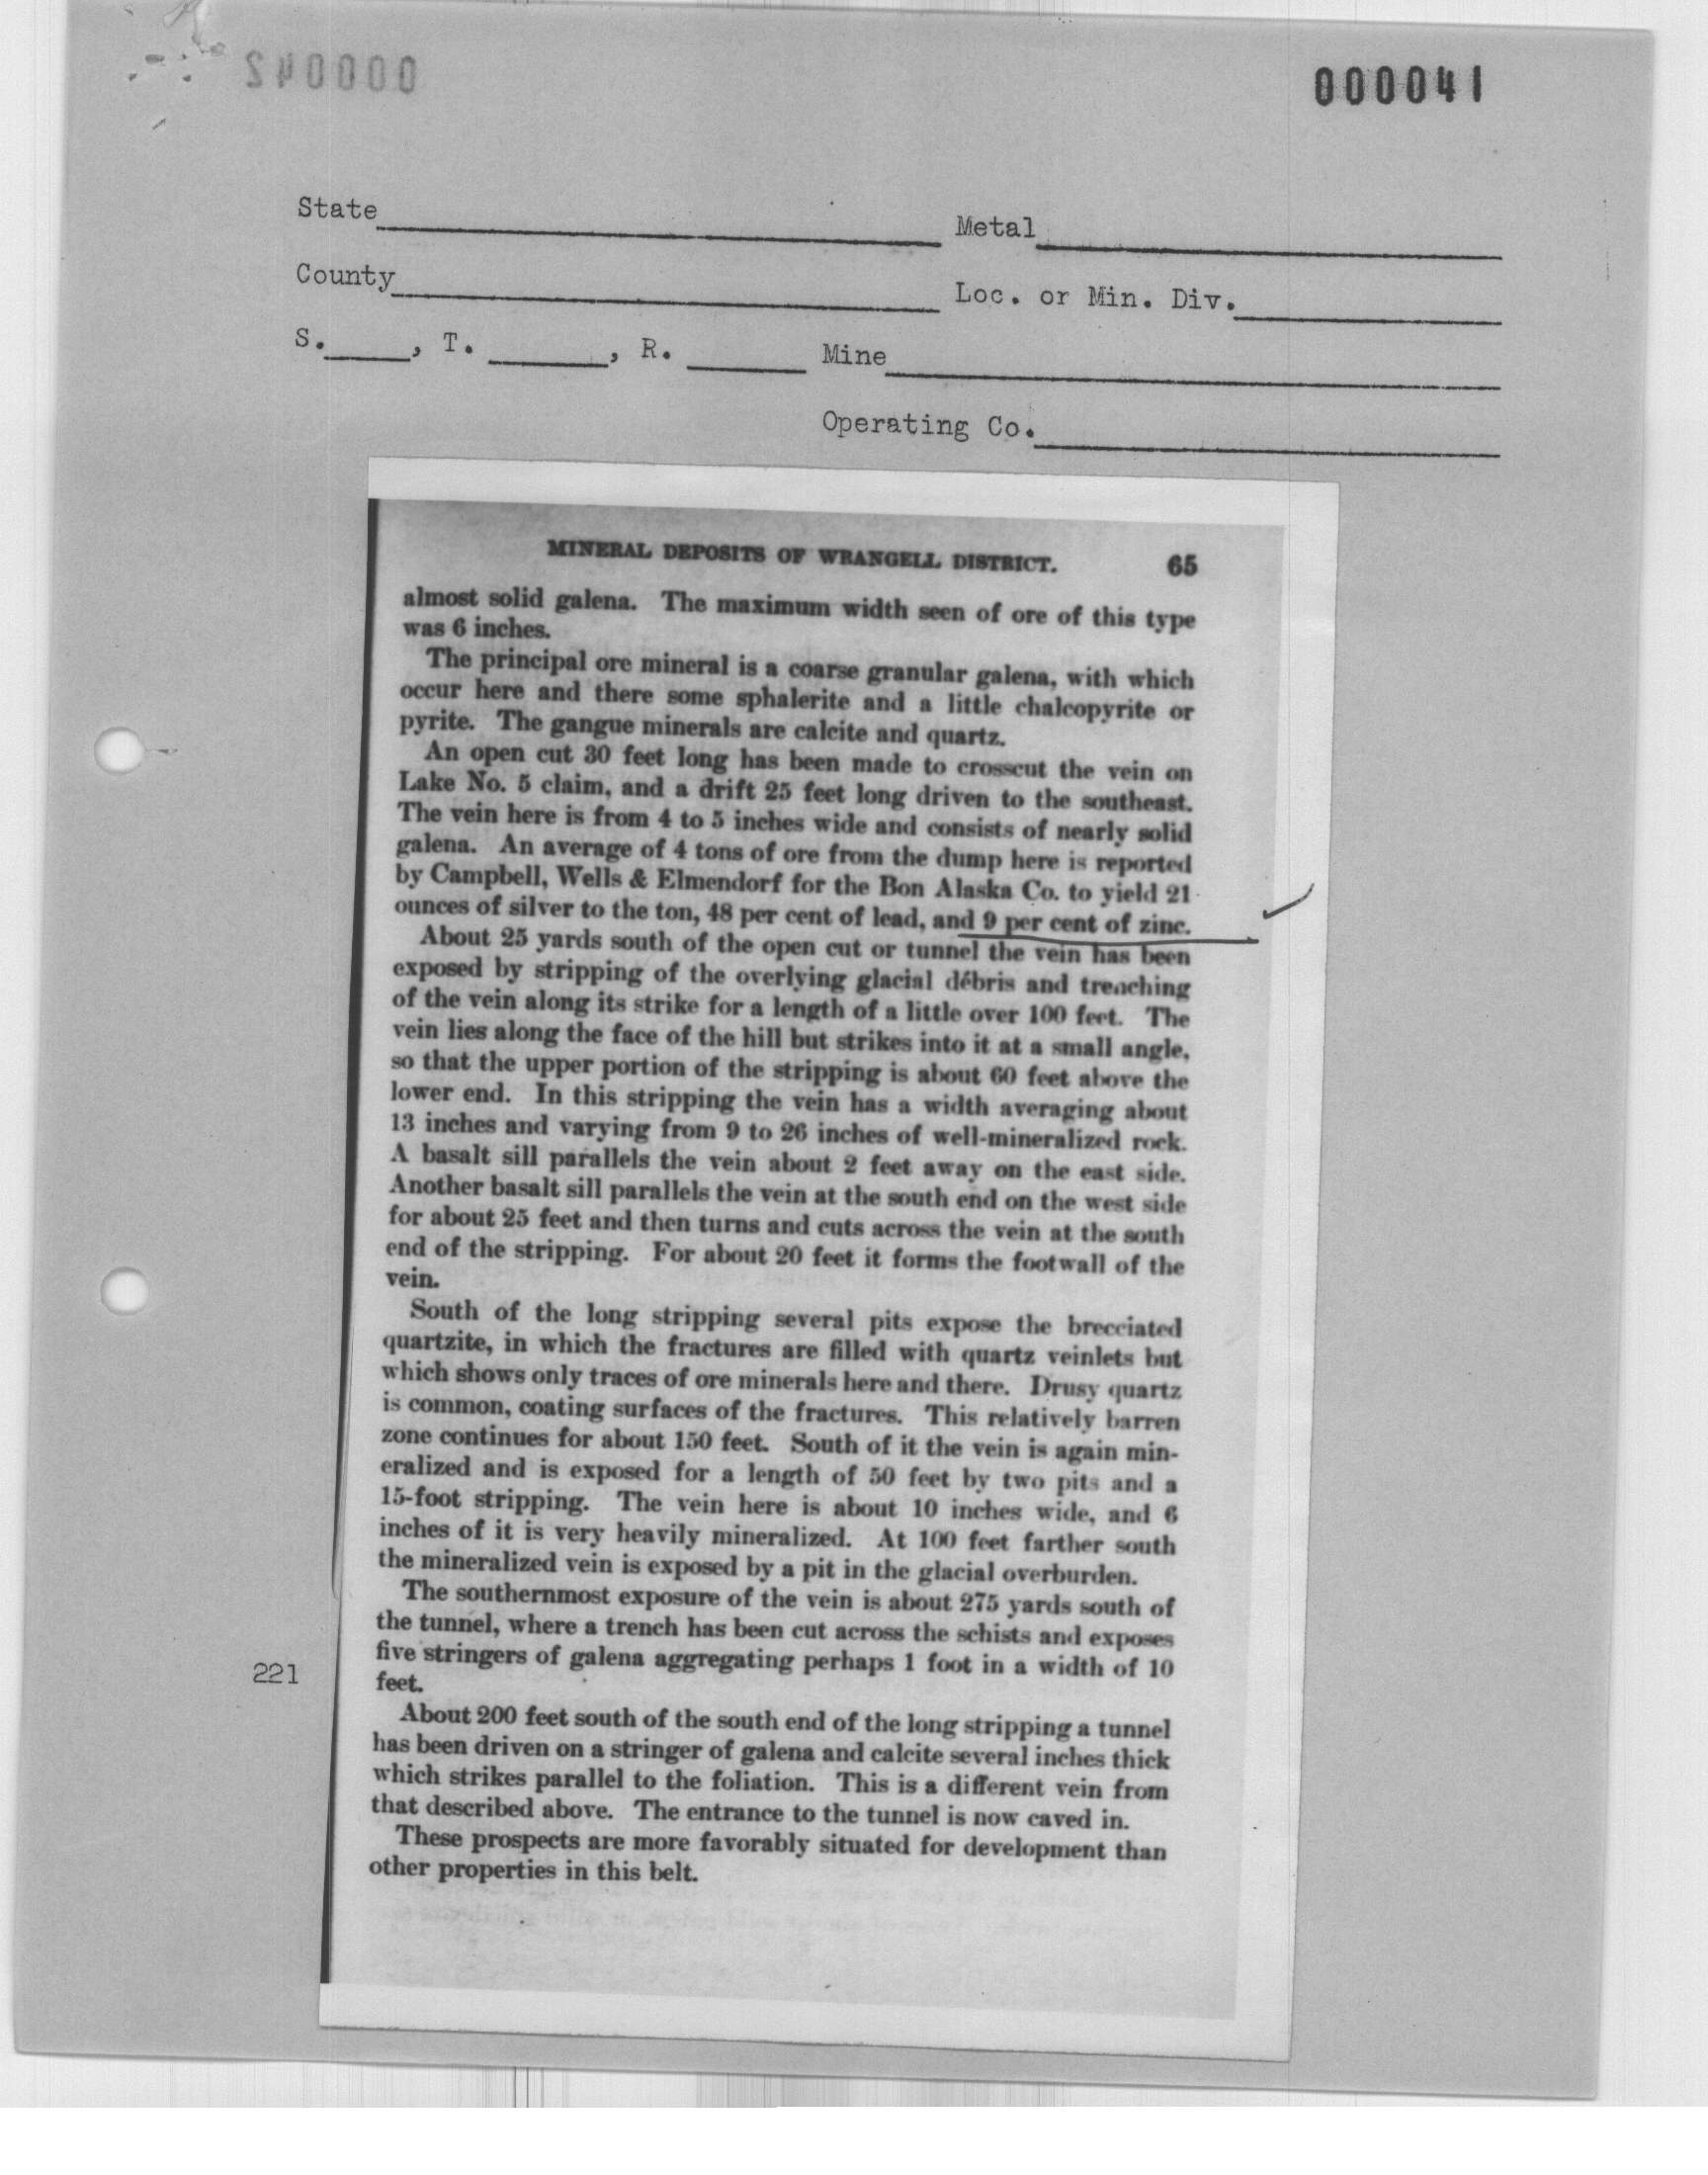 000042
000041
State
Metal
County
Loc. or Min. Div.
S. , T. , R. Mine
Operating Co.
MINERAL DEPOSITS OF WRANGELL DISTRICT. 65
almost solid galena. The maximum width seen of ore of this type
was 6 inches.
The principal ore mineral is a coarse granular galena, with which
occur here and there some sphalerite and a little chalcopyrite or
pyrite. The gangue minerals are calcite and quartz.
An open cut 30 feet long has been made to crosscut the vein on
Lake No. 5 claim, and a drift 25 feet long driven to the southeast.
The vein here is from 4 to 5 inches wide and consists of nearly solid
galena. An average of 4 tons of ore from the dump here is reported
by Campbell, Wells & Elmendorf for the Bon Alaska Co. to yield 21
ounces of silver to the ton, 48 per cent of lead, and 9 per cent of zinc.
About 25 yards south of the open cut or tunnel the vein has been
exposed by stripping of the overlying glacial débris and trenching
of the vein along its strike for a length of a little over 100 feet. The
vein lies along the face of the hill but strikes into it at a small angle,
so that the upper portion of the stripping is about 60 feet above the
lower end. In this stripping the vein has a width averaging about
13 inches and varying from 9 to 26 inches of well-mineralized rock.
A basalt sill parallels the vein about 2 feet away on the east side.
Another basalt sill parallels the vein at the south end on the west side
for about 25 feet and then turns and cuts across the vein at the south
end of the stripping. For about 20 feet it forms the footwall of the
vein.
South of the long stripping several pits expose the brecciated
quartzite, in which the fractures are filled with quartz veinlets but
which shows only traces of ore minerals here and there. Drusy quartz
is common, coating surfaces of the fractures. This relatively barren
zone continues for about 150 feet. South of it the vein is again min-
eralized and is exposed for a length of 50 feet by two pits and a
15-foot stripping. The vein here is about 10 inches wide, and 6
inches of it is very heavily mineralized. At 100 feet farther south
the mineralized vein is exposed by a pit in the glacial overburden.
The southernmost exposure of the vein is about 275 yards south of
the tunnel, where a trench has been cut across the schists and exposes
five stringers of galena aggregating perhaps 1 foot in a width of 10
feet.
221
About 200 feet south of the south end of the long stripping a tunnel
has been driven on a stringer of galena and calcite several inches thick
which strikes parallel to the foliation. This is a different vein from
that described above. The entrance to the tunnel is now caved in.
These prospects are more favorably situated for development than
other properties in this belt.